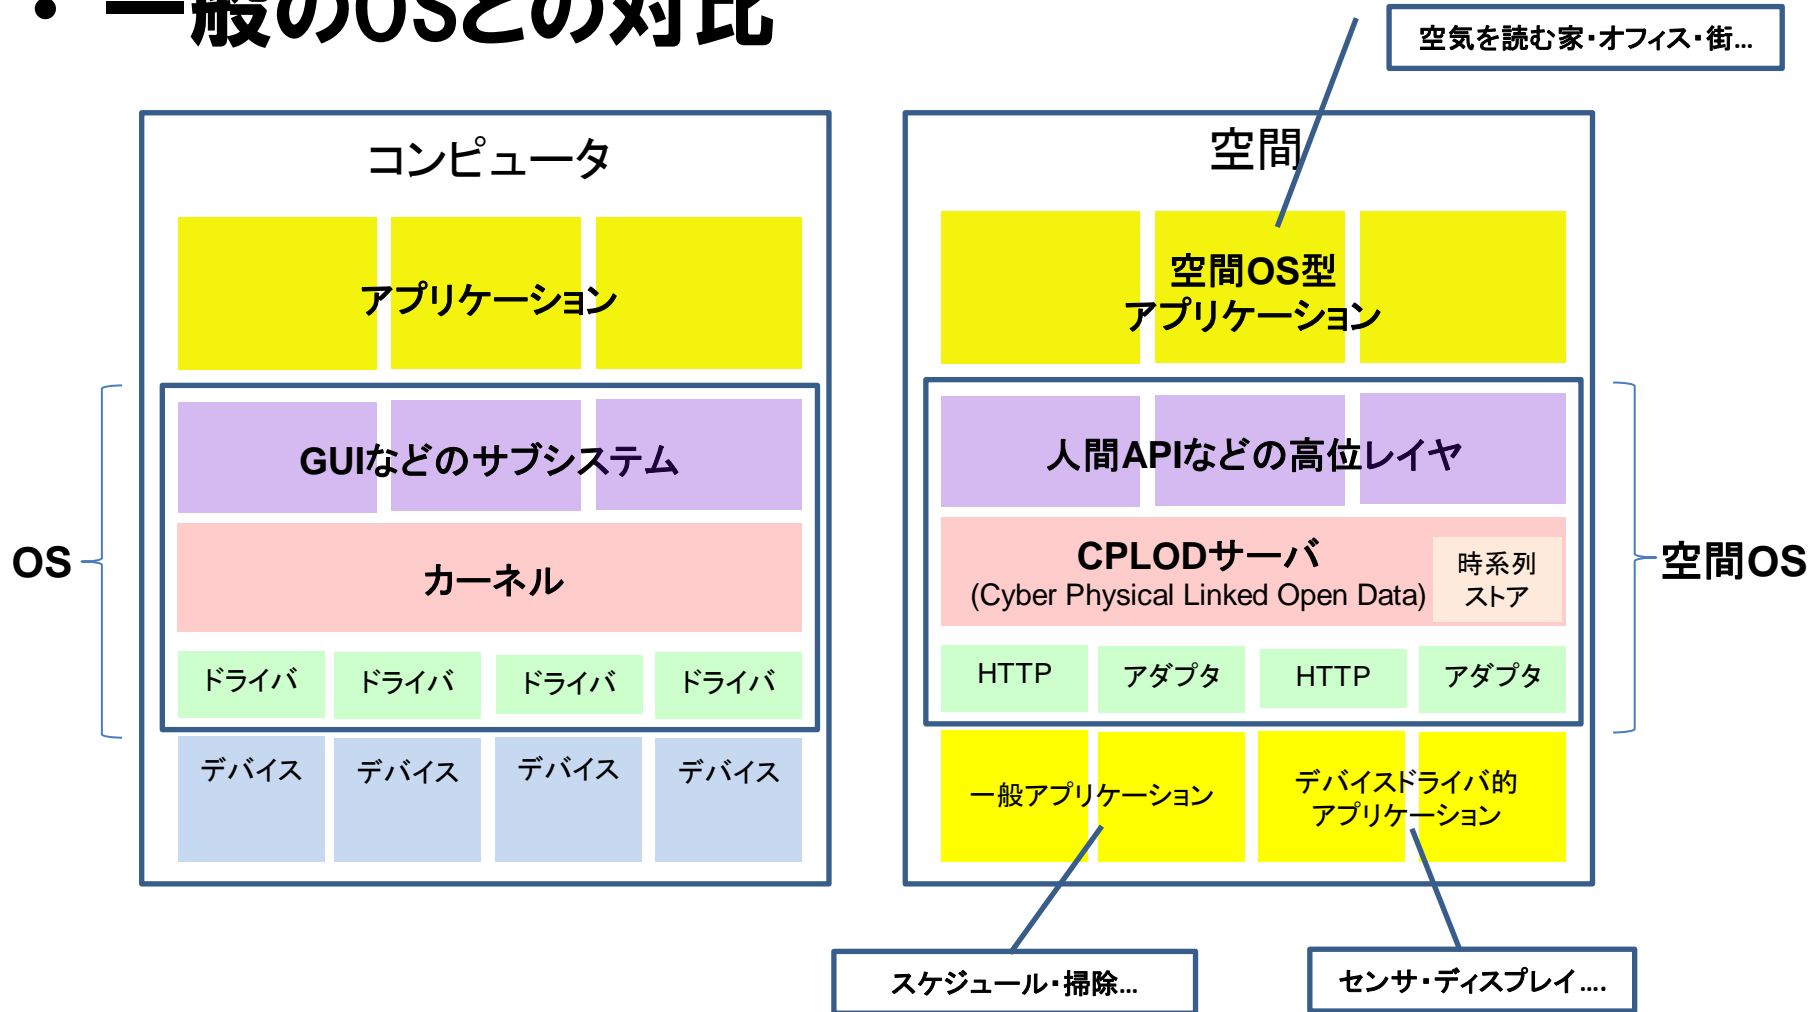 • 一般のOSとの対比
空気を読む家・オフィス・街…
コンピュータ
アプリケーション
GUIなどのサブシステム
カーネル
ドライバ
ドライバ
ドライバ
ドライバ
デバイス
デバイス
デバイス
デバイス
OS
空間
空間OS型
アプリケーション
人間APIなどの高位レイヤ
CPLODサーバ
(Cyber Physical Linked Open Data)
時系列
ストア
HTTP
アダプタ
HTTP
アダプタ
一般アプリケーション
デバイスドライバ的
アプリケーション
空間OS
スケジュール・掃除…
センサ・ディスプレイ….